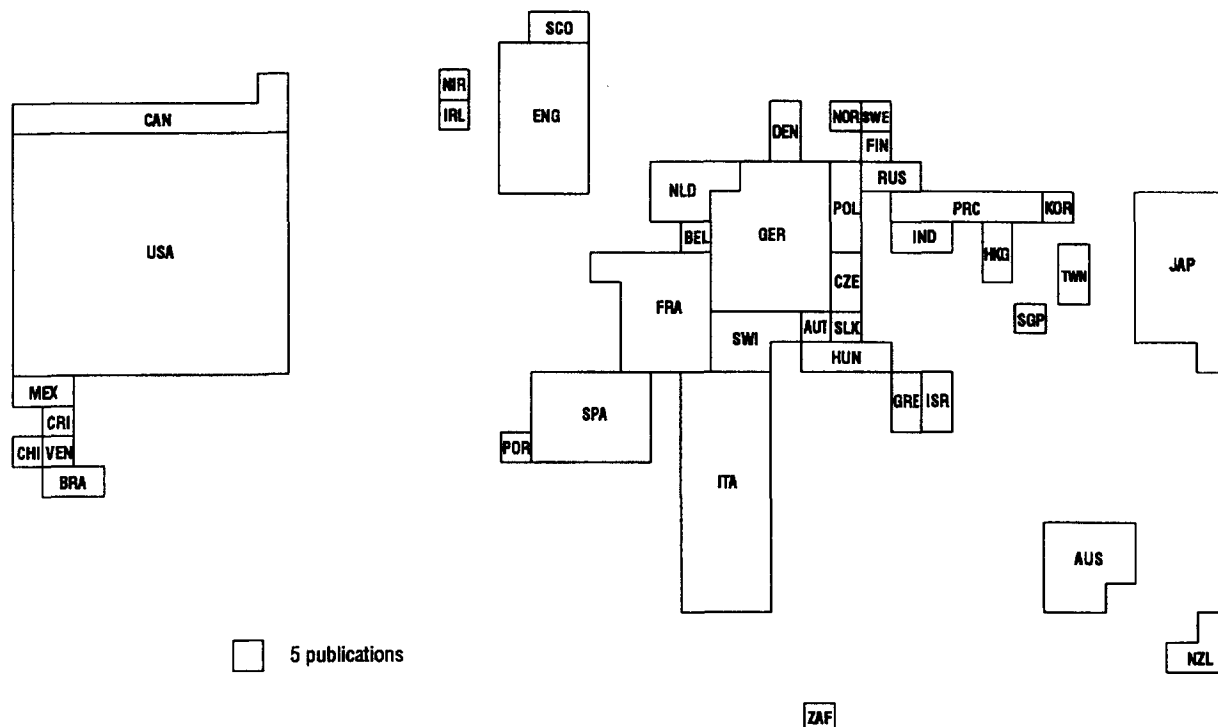 SCO
NIR
CAN
IRL
ENG
DEN
NOR
SWE
FIN
NLD
RUS
POL
PRC
KOR
USA
BEL
GER
IND
HKG
JAP
TWN
CZE
FRA
SGP
SWI
AUT
SLK
HUN
MEX
GRE
ISR
SPA
CRI
POR
CHI
VEN
BRA
ITA
AUS
5 publications
NZL
ZAF